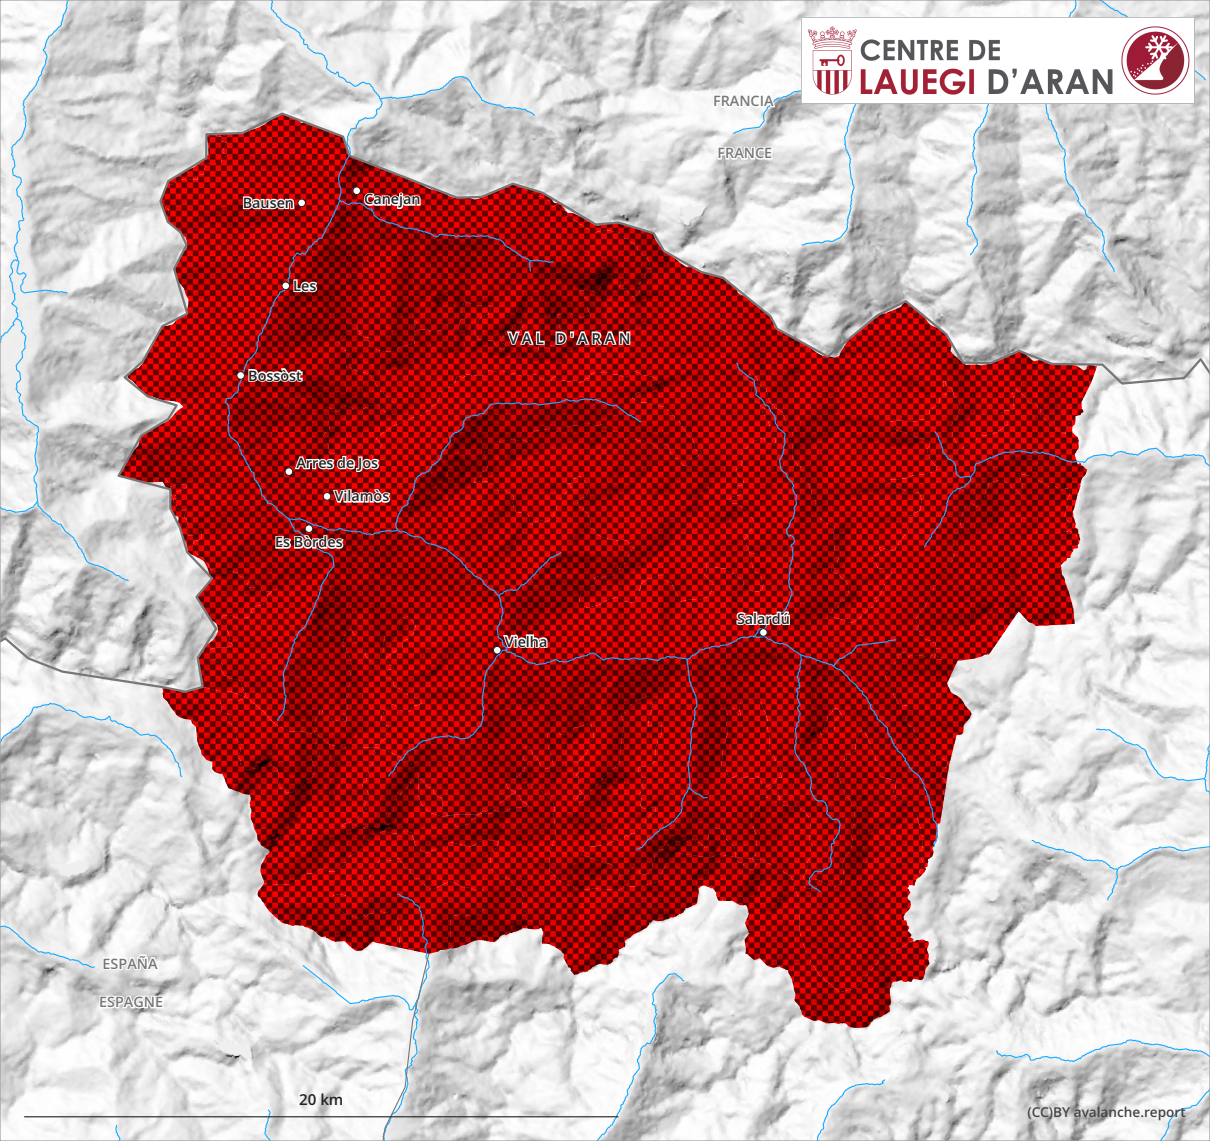 CENTRE DE
LAUEGI D'ARAN
FRANCIA
FRANCE
Bausen
Canejan
Les
VAL D'ARAN
Bossòst
Arres de Jos
Vilamòs
Es Bòrdes
Salardú
Vielha
ESPAÑA
ESPAGNE
20 km
(CC)BY avalanche.report